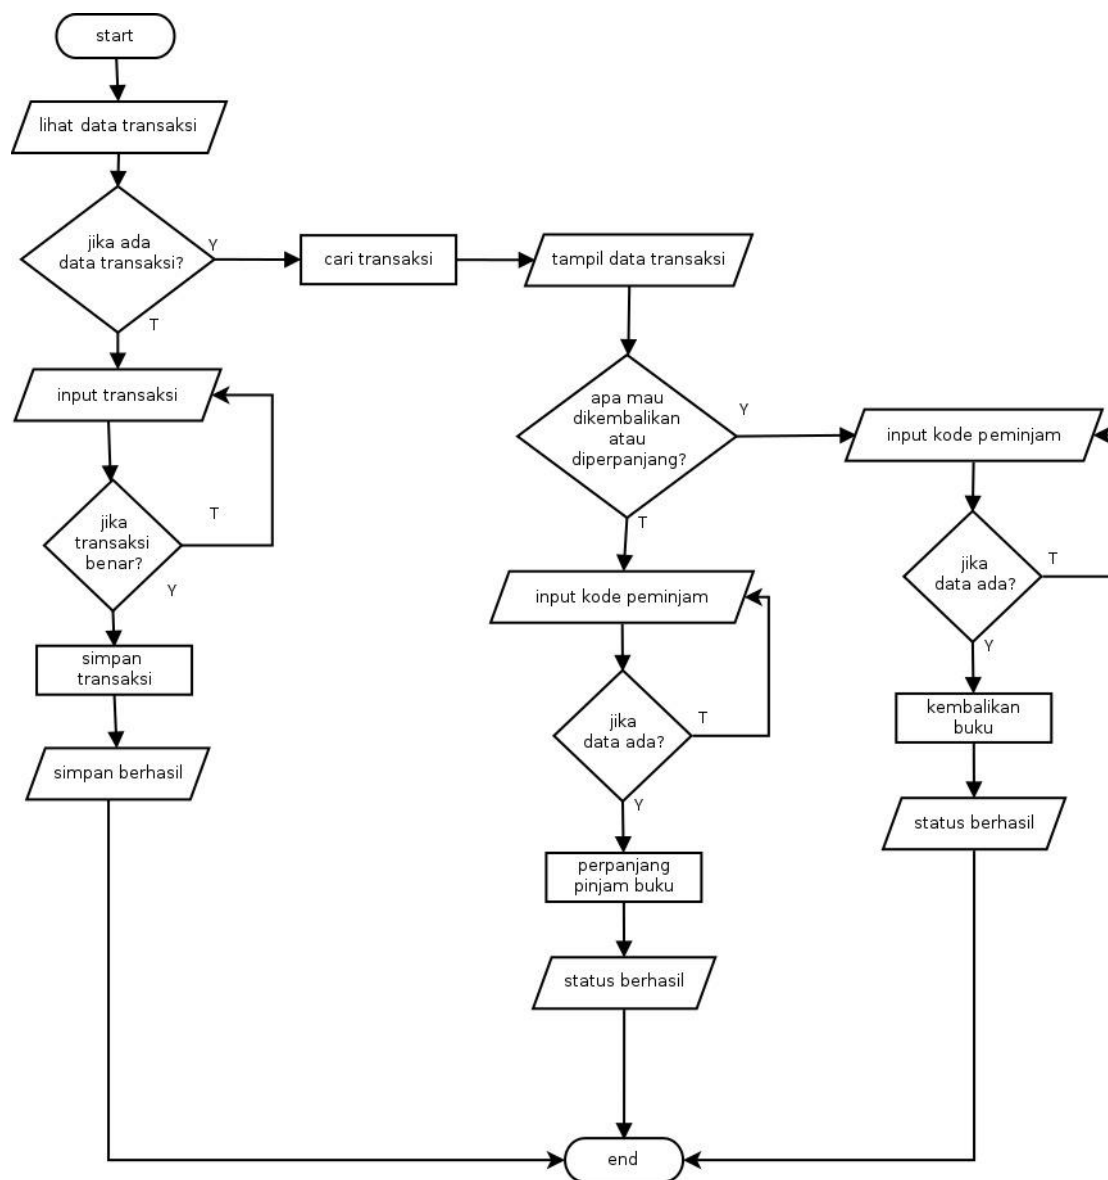 start
lihat data transaksi
jika ada
data transaksi?
Y
cari transaksi
tampil data transaksi
T
input transaksi
apa mau
dikembalikan
atau
diperpanjang?
Y
input kode peminjam
T
jika
transaksi
benar?
T
Y
input kode peminjam
jika
data ada?
T
Y
simpan
transaksi
jika
data ada?
T
Y
kembalikan
buku
simpan berhasil
status berhasil
perpanjang
pinjam buku
status berhasil
end